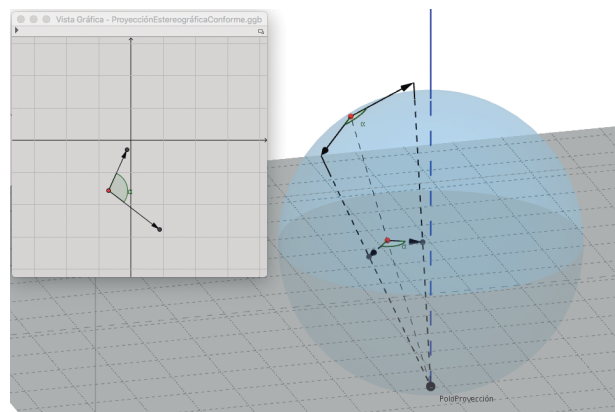 Vista Gráfica - ProyecciónEstereográficaConforme.ggb
α
α
α
PoloProyección